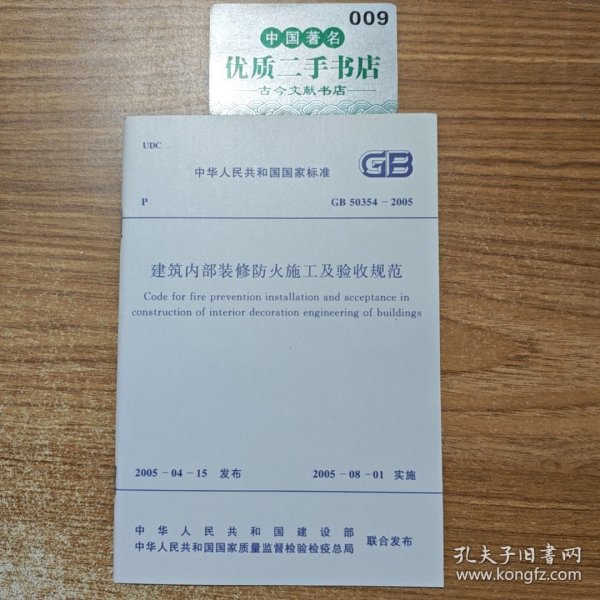 009
中国著名
优质二手书店
古今文献书店
UDC
中华人民共和国国家标准
GB
P
GB 50354－2005
建筑内部装修防火施工及验收规范
Code for fire prevention installation and acceptance in
construction of interior decoration engineering of buildings
2005－04－15 发布
2005－08－01 实施
中华人民共和国建设部
中华人民共和国国家质量监督检验检疫总局
联合发布
孔夫子旧书网
www.kongfz.com